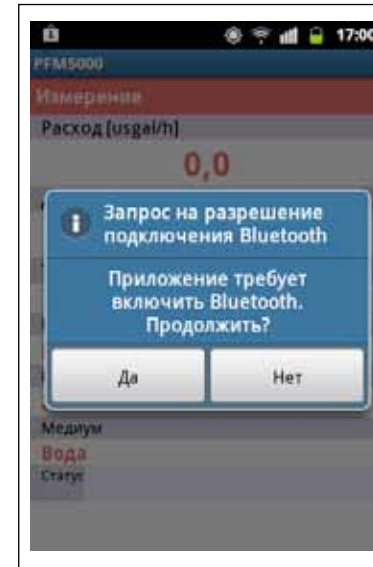 17:00
PFM5000
Измерение
Расход [usgal/h]
0,0
Запрос на разрешение
подключения Bluetooth
Приложение требует
включить Bluetooth.
Продолжить?
Да
Нет
Медиум
Вода
Статус